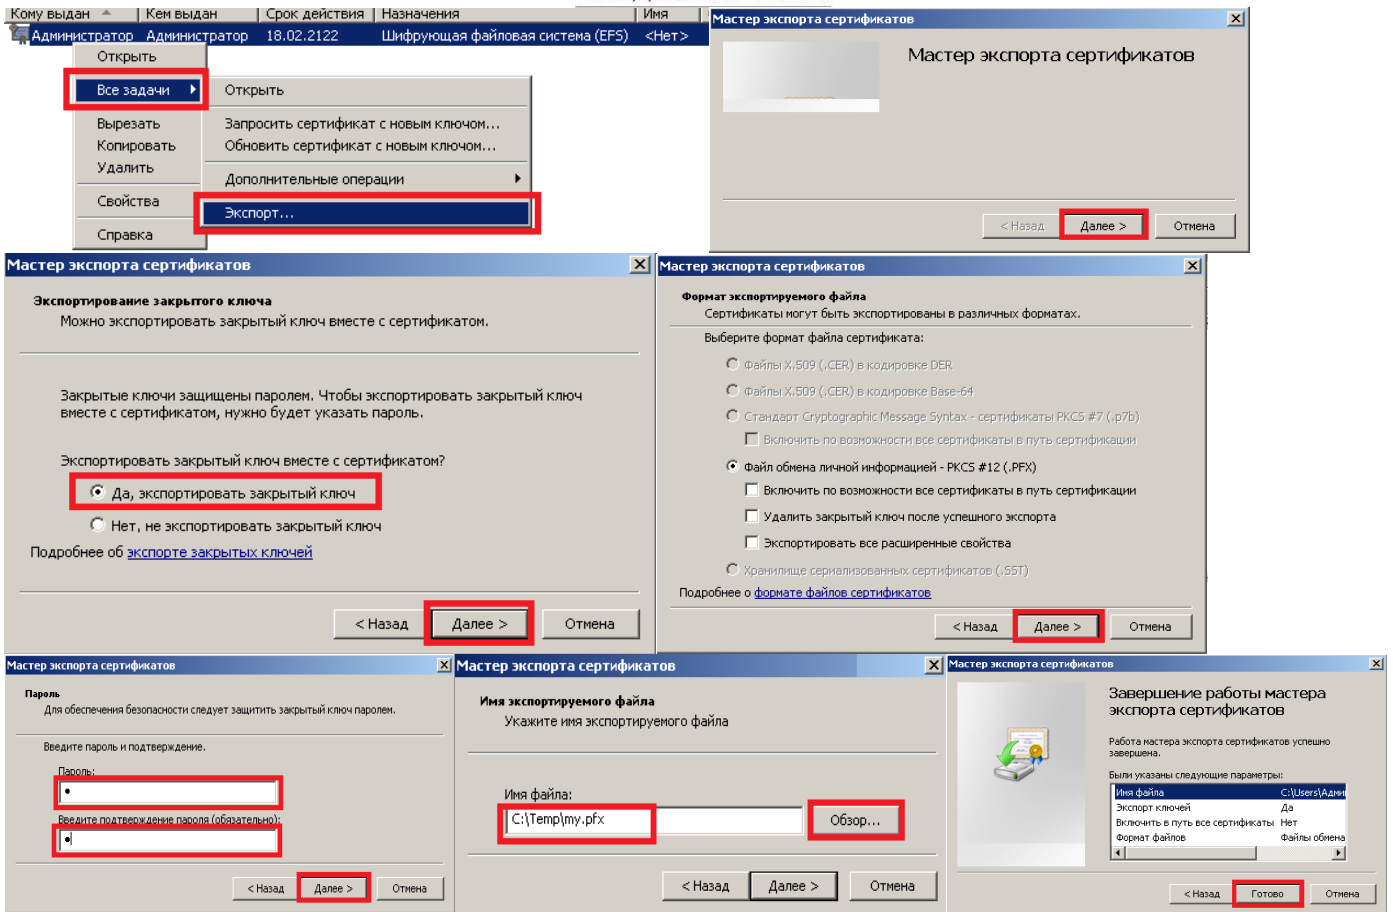 Кому выдан Кем выдан Срок действия Назначения Имя
Администратор Администратор 18.02.2122 Шифрующая файловая система (EFS) <Нет>
Открыть
Все задачи
Вырезать
Копировать
Удалить
Свойства
Справка
Открыть
Запросить сертификат с новым ключом...
Обновить сертификат с новым ключом...
Дополнительные операции
Экспорт...
Мастер экспорта сертификатов
Мастер экспорта сертификатов
< Назад Далее > Отмена
Мастер экспорта сертификатов
Экспортирование закрытого ключа
Можно экспортировать закрытый ключ вместе с сертификатом.
Закрытые ключи защищены паролем. Чтобы экспортировать закрытый ключ
вместе с сертификатом, нужно будет указать пароль.
Экспортировать закрытый ключ вместе с сертификатом?
Да, экспортировать закрытый ключ
Нет, не экспортировать закрытый ключ
Подробнее об экспорте закрытых ключей
< Назад Далее > Отмена
Мастер экспорта сертификатов
Формат экспортируемого файла
Сертификаты могут быть экспортированы в различных форматах.
Выберите формат файла сертификата:
Файлы X.509 (.CER) в кодировке DER
Файлы X.509 (.CER) в кодировке Base-64
Стандарт Cryptographic Message Syntax - сертификаты PKCS #7 (.p7b)
Включить по возможности все сертификаты в путь сертификации
Файл обмена личной информацией - PKCS #12 (.PFX)
Включить по возможности все сертификаты в путь сертификации
Удалить закрытый ключ после успешного экспорта
Экспортировать все расширенные свойства
Хранилище сериализованных сертификатов (.SST)
Подробнее о формате файлов сертификатов
< Назад Далее > Отмена
Мастер экспорта сертификатов
Пароль
Для обеспечения безопасности следует защитить закрытый ключ паролем.
Введите пароль и подтверждение.
Пароль:
Введите подтверждение пароля (обязательно):
< Назад Далее > Отмена
Мастер экспорта сертификатов
Имя экспортируемого файла
Укажите имя экспортируемого файла
Имя файла:
C:\Temp\my.pfx Обзор...
< Назад Далее > Отмена
Мастер экспорта сертификатов
Завершение работы мастера
экспорта сертификатов
Работа мастера экспорта сертификатов успешно
завершена.
Были указаны следующие параметры:
Имя файла C:\Users\Адми
Экспорт ключей Да
Включить в путь все сертификаты Нет
Формат файлов Файлы обмена
< Назад Готово Отмена